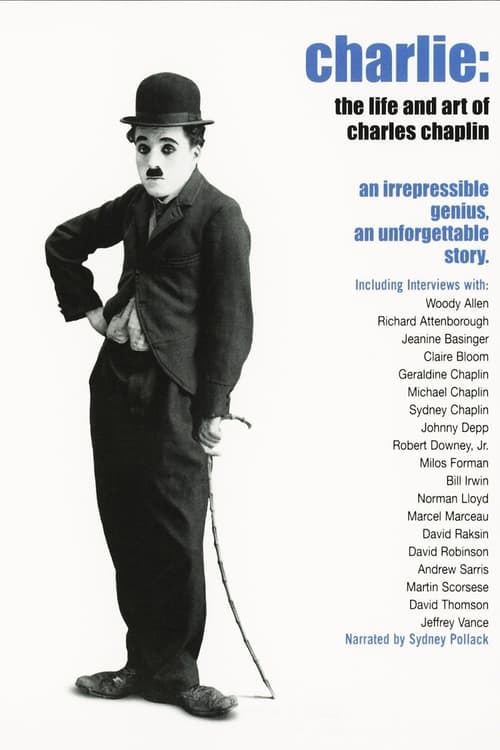 charlie:
the life and art of
charles chaplin
an irrepressible
genius,
an unforgettable
story.
Including Interviews with:
Woody Allen
Richard Attenborough
Jeanine Basinger
Claire Bloom
Geraldine Chaplin
Michael Chaplin
Sydney Chaplin
Johnny Depp
Robert Downey, Jr.
Milos Forman
Bill Irwin
Norman Lloyd
Marcel Marceau
David Raksin
David Robinson
Andrew Sarris
Martin Scorsese
David Thomson
Jeffrey Vance
Narrated by Sydney Pollack